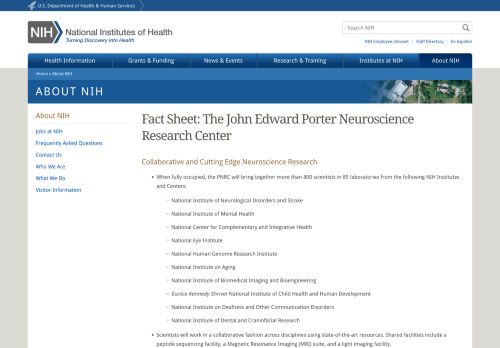 U.S. Department of Health & Human Services
NIH National Institutes of Health
Turning Discovery Into Health
Search NIH
NIH Employee Intranet | Staff Directory | En Español
Health Information Grants & Funding News & Events Research & Training Institutes at NIH About NIH
Home » About NIH
ABOUT NIH
About NIH
Jobs at NIH
Frequently Asked Questions
Contact Us
Who We Are
What We Do
Visitor Information
Fact Sheet: The John Edward Porter Neuroscience
Research Center
Collaborative and Cutting Edge Neuroscience Research
When fully occupied, the PNRC will bring together more than 800 scientists in 85 laboratories from the following NIH Institutes
and Centers:
National Institute of Neurological Disorders and Stroke
National Institute of Mental Health
National Center for Complementary and Integrative Health
National Eye Institute
National Human Genome Research Institute
National Institute on Aging
National Institute of Biomedical Imaging and Bioengineering
Eunice Kennedy Shriver National Institute of Child Health and Human Development
National Institute on Deafness and Other Communication Disorders
National Institute of Dental and Craniofacial Research
Scientists will work in a collaborative fashion across disciplines using state-of-the-art resources. Shared facilities include a
peptide sequencing facility, a Magnetic Resonance Imaging (MRI) suite, and a light imaging facility.